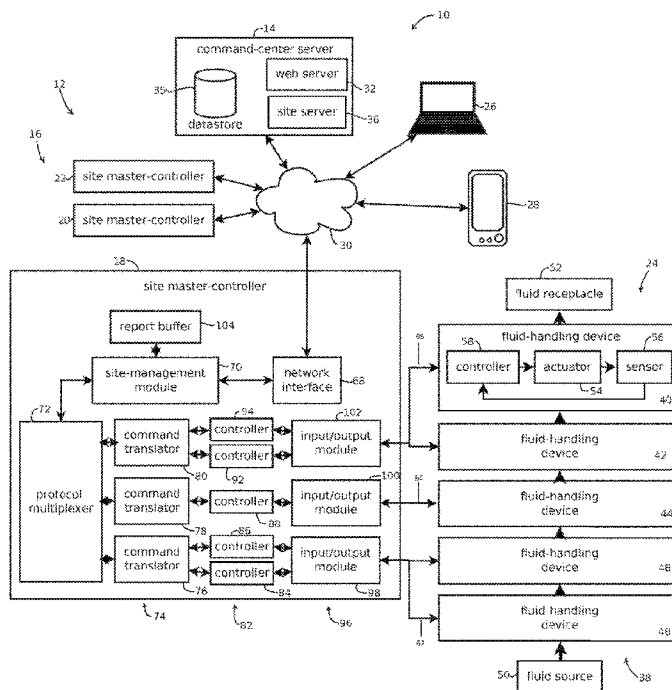 10
14
command-center server
12
35
web server
32
26
site server
36
datastore
16
site master-controller
20
site master-controller
30
28
18
52
24
site master-controller
fluid receptacle
report buffer
104
fluid-handling device
58
56
site-management
module
70
network
interface
68
controller
actuator
sensor
54
40
72
94
102
command
translator
controller
input/output
module
fluid-handling
device
42
80
controller
92
100
protocol
multiplexer
command
translator
controller
input/output
module
fluid-handling
device
44
78
88
86
command
translator
controller
input/output
module
fluid-handling
device
46
controller
76
84
98
fluid-handling
device
48
74
82
96
50
fluid source
38